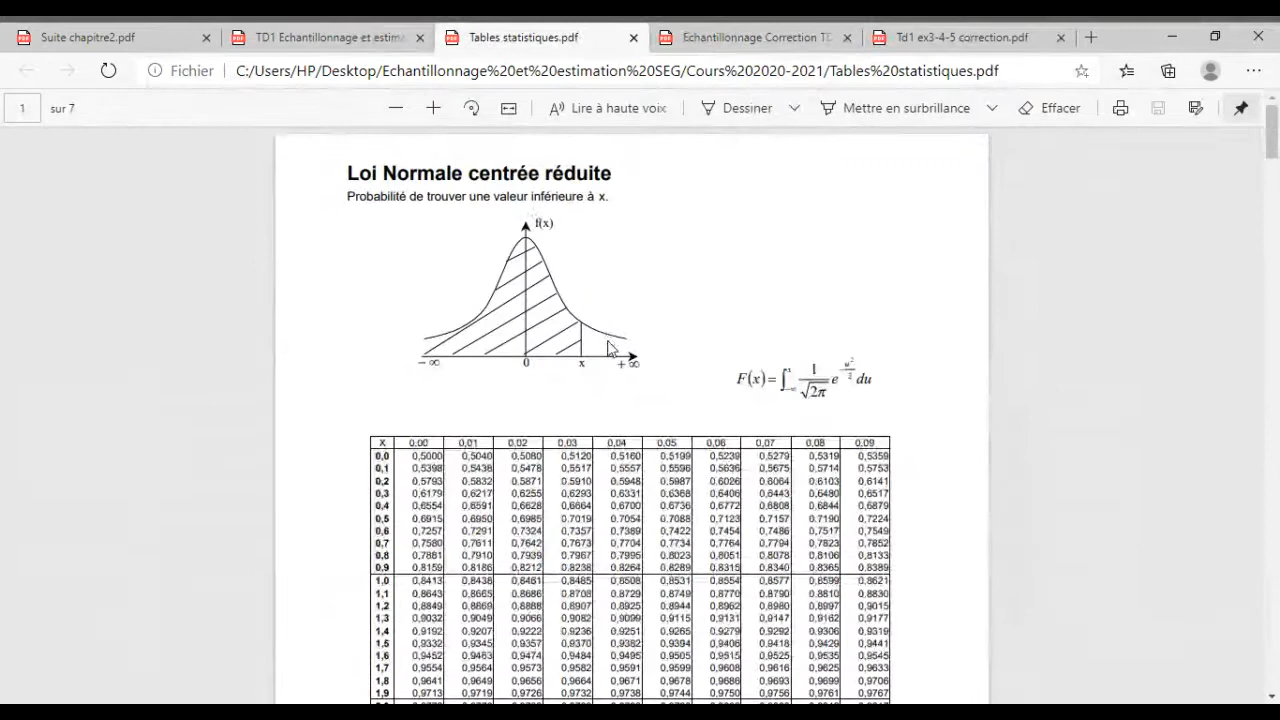 Suite chapitre2.pdf
TD1 Echantillonnage et estima
Tables statistiques.pdf
Echantillonnage Correction TD
Td1 ex3-4-5 correction.pdf
Fichier
C:/Users/HP/Desktop/Echantillonnage%20et%20estimation%20SEG/Cours%202020-2021/Tables%20statistiques.pdf
1 sur 7
Lire à haute voix
Dessiner
Mettre en surbrillance
Effacer
Loi Normale centrée réduite
Probabilité de trouver une valeur inférieure à x.
f(x)
− ∞ 0 x + ∞
F(x)=∫ 1/√2π e du
X 0,00 0,01 0,02 0,03 0,04 0,05 0,06 0,07 0,08 0,09
0,0 0,5000 0,5040 0,5080 0,5120 0,5160 0,5199 0,5239 0,5279 0,5319 0,5359
0,1 0,5398 0,5438 0,5478 0,5517 0,5557 0,5596 0,5636 0,5675 0,5714 0,5753
0,2 0,5793 0,5832 0,5871 0,5910 0,5948 0,5987 0,6026 0,6064 0,6103 0,6141
0,3 0,6179 0,6217 0,6255 0,6293 0,6331 0,6368 0,6406 0,6443 0,6480 0,6517
0,4 0,6554 0,6591 0,6628 0,6664 0,6700 0,6736 0,6772 0,6808 0,6844 0,6879
0,5 0,6915 0,6950 0,6985 0,7019 0,7054 0,7088 0,7123 0,7157 0,7190 0,7224
0,6 0,7257 0,7291 0,7324 0,7357 0,7389 0,7422 0,7454 0,7486 0,7517 0,7549
0,7 0,7580 0,7611 0,7642 0,7673 0,7704 0,7734 0,7764 0,7794 0,7823 0,7852
0,8 0,7881 0,7910 0,7939 0,7967 0,7995 0,8023 0,8051 0,8078 0,8106 0,8133
0,9 0,8159 0,8186 0,8212 0,8238 0,8264 0,8289 0,8315 0,8340 0,8365 0,8389
1,0 0,8413 0,8438 0,8461 0,8485 0,8508 0,8531 0,8554 0,8577 0,8599 0,8621
1,1 0,8643 0,8665 0,8686 0,8708 0,8729 0,8749 0,8770 0,8790 0,8810 0,8830
1,2 0,8849 0,8869 0,8888 0,8907 0,8925 0,8944 0,8962 0,8980 0,8997 0,9015
1,3 0,9032 0,9049 0,9066 0,9082 0,9099 0,9115 0,9131 0,9147 0,9162 0,9177
1,4 0,9192 0,9207 0,9222 0,9236 0,9251 0,9265 0,9279 0,9292 0,9306 0,9319
1,5 0,9332 0,9345 0,9357 0,9370 0,9382 0,9394 0,9406 0,9418 0,9429 0,9441
1,6 0,9452 0,9463 0,9474 0,9484 0,9495 0,9505 0,9515 0,9525 0,9535 0,9545
1,7 0,9554 0,9564 0,9573 0,9582 0,9591 0,9599 0,9608 0,9616 0,9625 0,9633
1,8 0,9641 0,9649 0,9656 0,9664 0,9671 0,9678 0,9686 0,9693 0,9699 0,9706
1,9 0,9713 0,9719 0,9726 0,9732 0,9738 0,9744 0,9750 0,9756 0,9761 0,9767